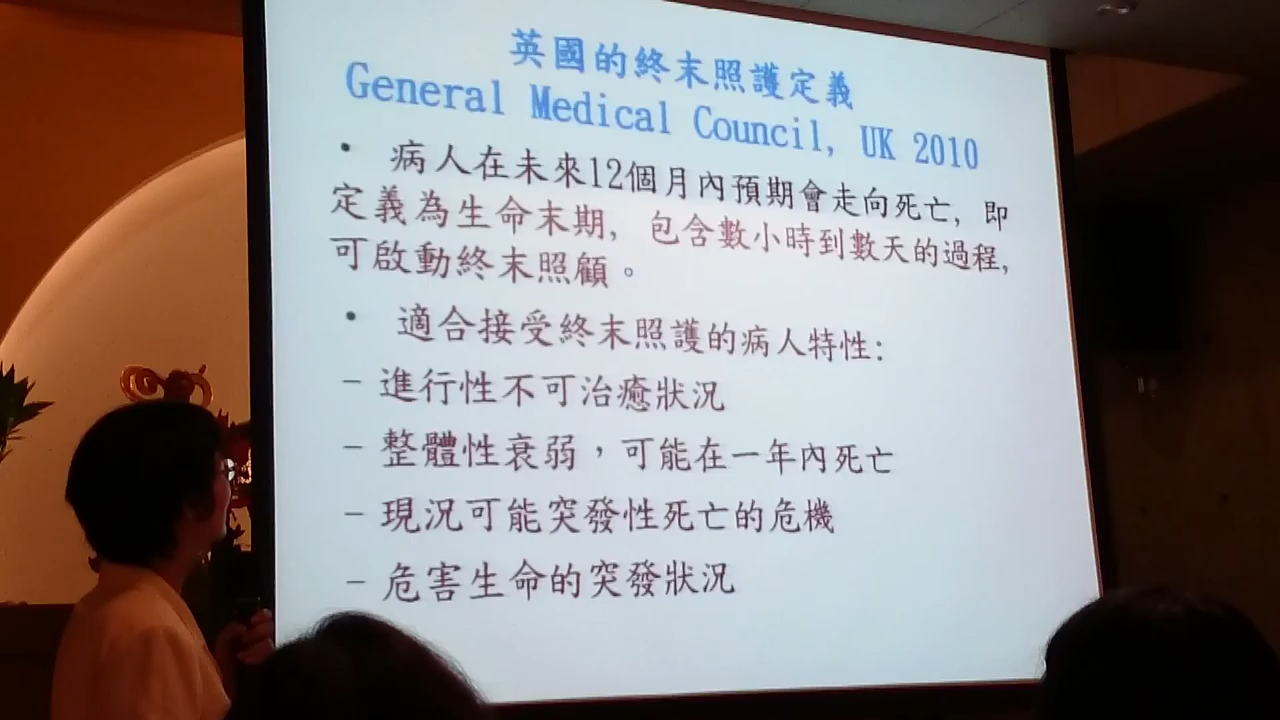 英國的終末照護定義
General Medical Council, UK 2010
• 病人在未來12個月內預期會走向死亡, 即
定義為生命末期, 包含數小時到數天的過程,
可啟動終末照顧。
• 適合接受終末照護的病人特性:
- 進行性不可治癒狀況
- 整體性衰弱，可能在一年內死亡
- 現況可能突發性死亡的危機
- 危害生命的突發狀況